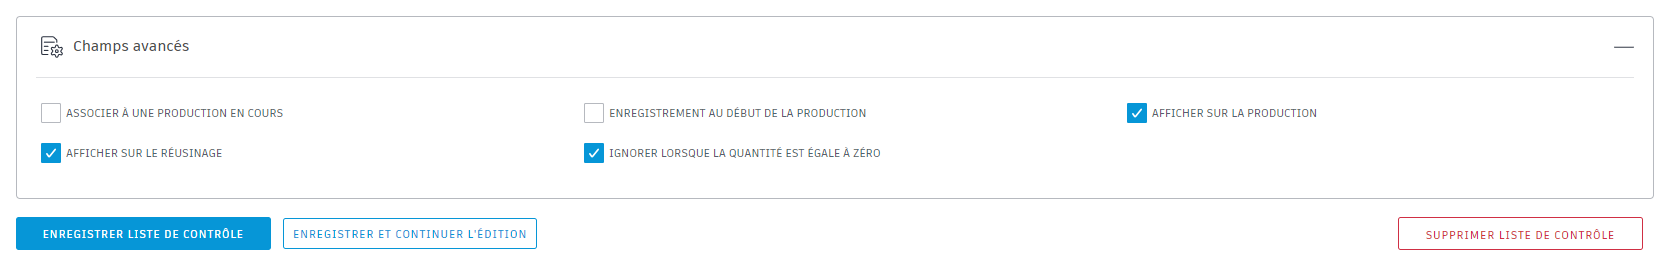 Champs avancés
ASSOCIER À UNE PRODUCTION EN COURS
ENREGISTREMENT AU DÉBUT DE LA PRODUCTION
AFFICHER SUR LA PRODUCTION
AFFICHER SUR LE RÉUSINAGE
IGNORER LORSQUE LA QUANTITÉ EST ÉGALE À ZÉRO
ENREGISTRER LISTE DE CONTRÔLE
ENREGISTRER ET CONTINUER L'ÉDITION
SUPPRIMER LISTE DE CONTRÔLE